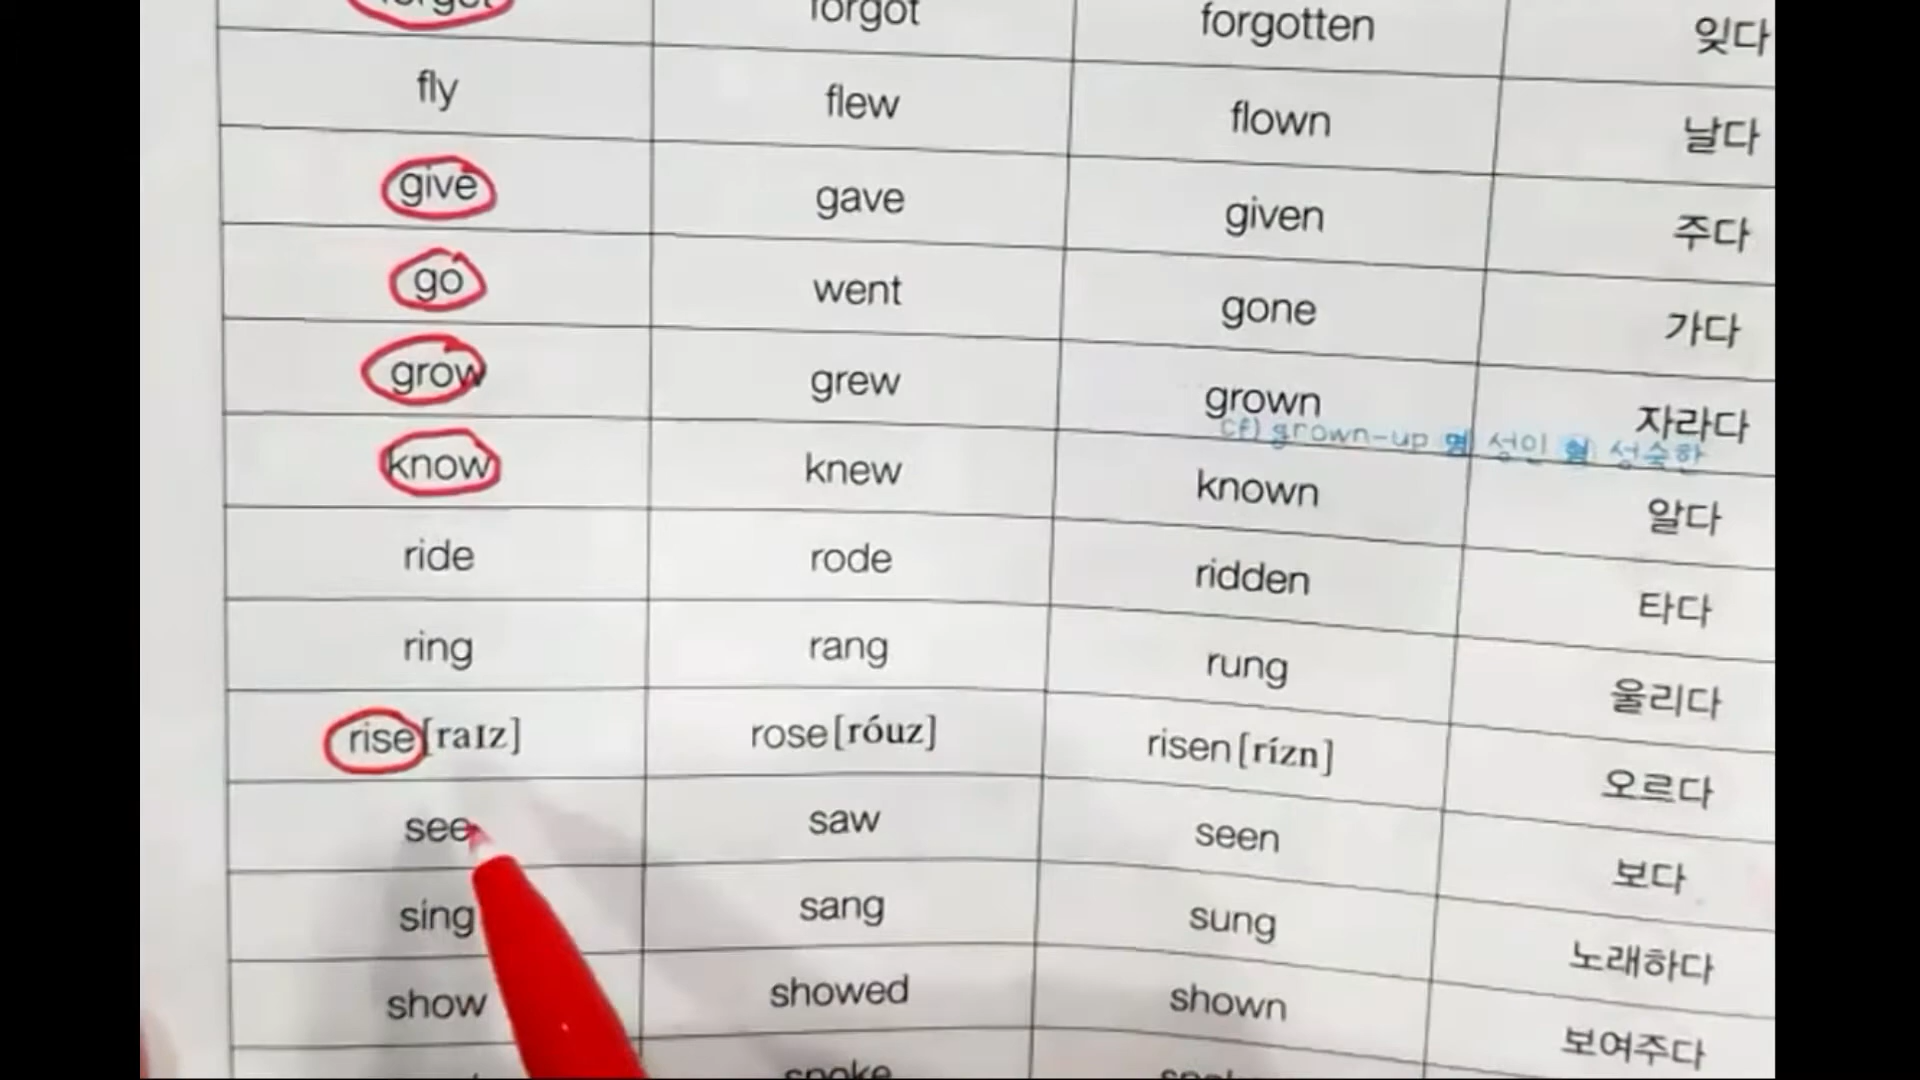 forget forgot forgotten 잊다
fly flew flown 날다
give gave given 주다
go went gone 가다
grow grew grown 자라다
cf) grown-up 명 성인 형 성숙한
know knew known 알다
ride rode ridden 타다
ring rang rung 울리다
rise[raɪz] rose[róuz] risen[rízn] 오르다
see saw seen 보다
sing sang sung 노래하다
show showed shown 보여주다
spoke